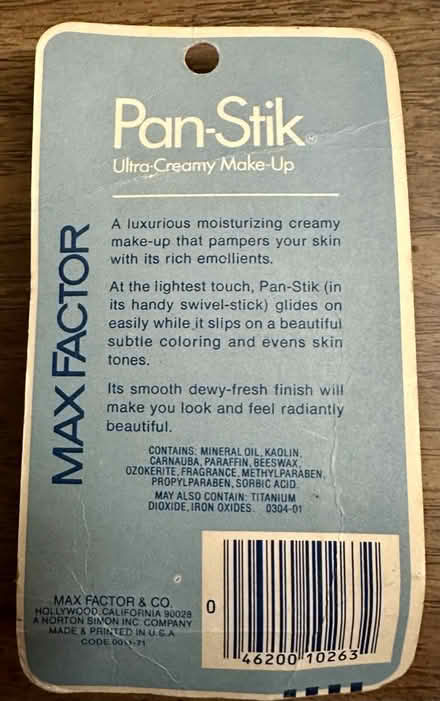 Pan-Stik®
Ultra-Creamy Make-Up
MAX FACTOR
A luxurious moisturizing creamy
make-up that pampers your skin
with its rich emollients.
At the lightest touch, Pan-Stik (in
its handy swivel-stick) glides on
easily while it slips on a beautiful
subtle coloring and evens skin
tones.
Its smooth dewy-fresh finish will
make you look and feel radiantly
beautiful.
CONTAINS: MINERAL OIL, KAOLIN,
CARNAUBA, PARAFFIN, BEESWAX,
OZOKERITE, FRAGRANCE, METHYLPARABEN,
PROPYLPARABEN, SORBIC ACID.
MAY ALSO CONTAIN: TITANIUM
DIOXIDE, IRON OXIDES. 0304-01
MAX FACTOR & CO.
HOLLYWOOD, CALIFORINIA 90028
A NORTON SIMON INC. COMPANY
MADE & PRINTED IN U.S.A
CODE
0
46200 10263